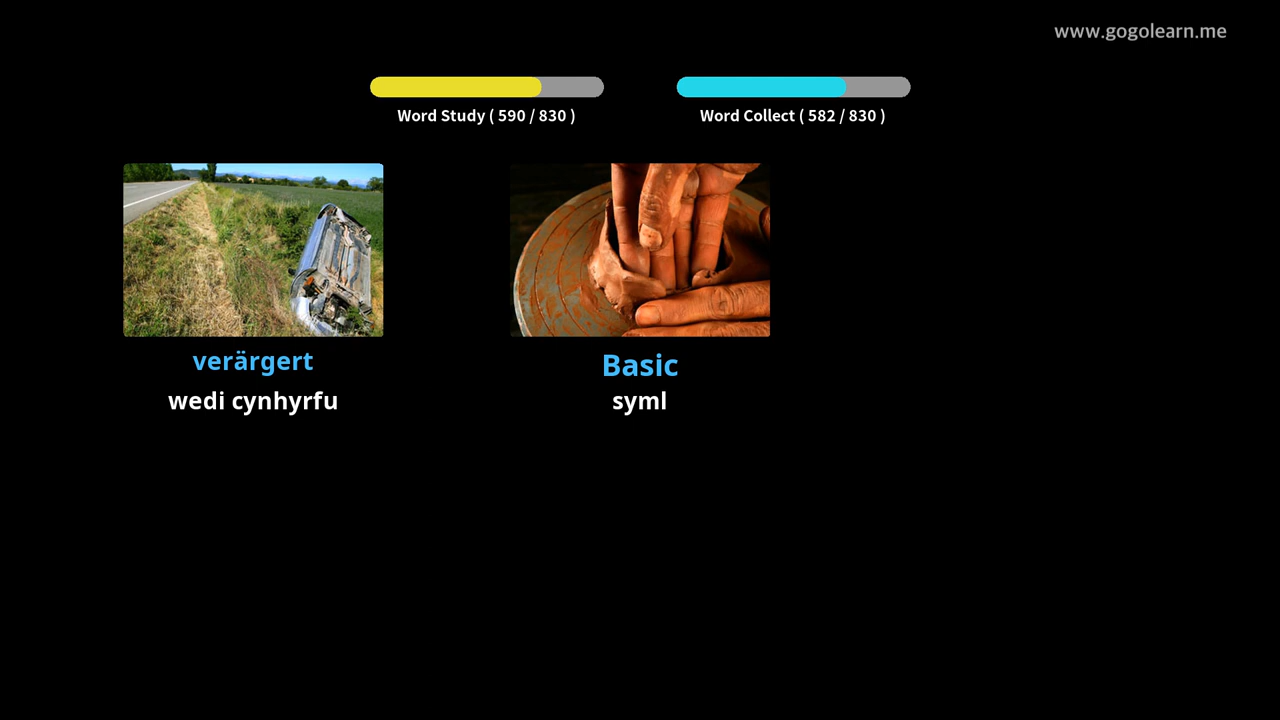 www.gogolearn.me
Word Study ( 590 / 830 )
Word Collect ( 582 / 830 )
verärgert
wedi cynhyrfu
Basic
syml